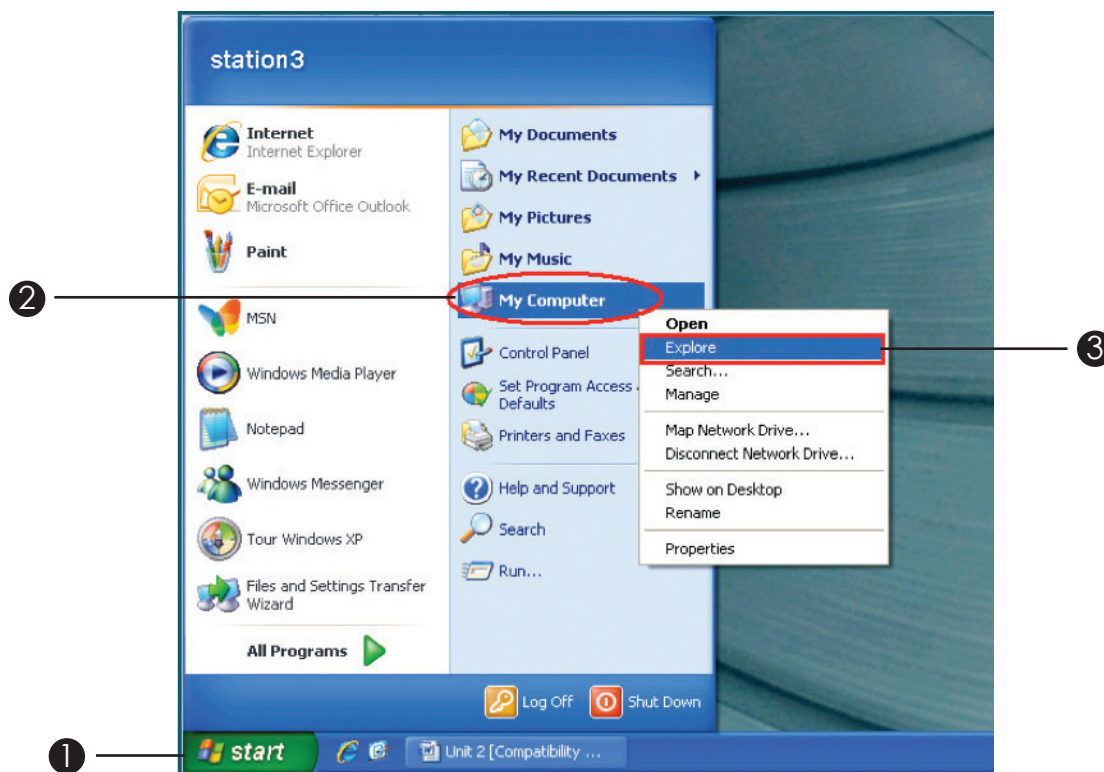 station3
Internet
Internet Explorer
E-mail
Microsoft Office Outlook
Paint
MSN
Windows Media Player
Notepad
Windows Messenger
Tour Windows XP
Files and Settings Transfer
Wizard
All Programs
My Documents
My Recent Documents
My Pictures
My Music
2
My Computer
Control Panel
Set Program Access
Defaults
Printers and Faxes
Help and Support
Search
Run...
Open
Explore
3
Search...
Manage
Map Network Drive...
Disconnect Network Drive...
Show on Desktop
Rename
Properties
Log Off
Shut Down
1
start
Unit 2 [Compatibility ...